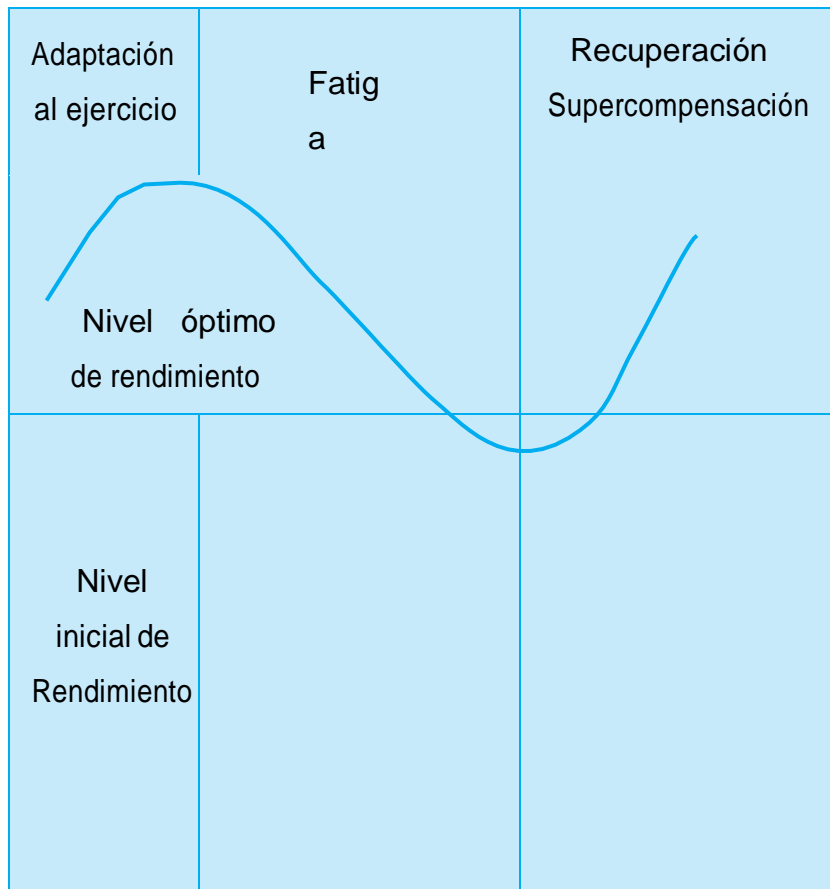 Adaptación
al ejercicio
Fatig
a
Recuperación
Supercompensación
Nivel óptimo
de rendimiento
Nivel
inicial de
Rendimiento